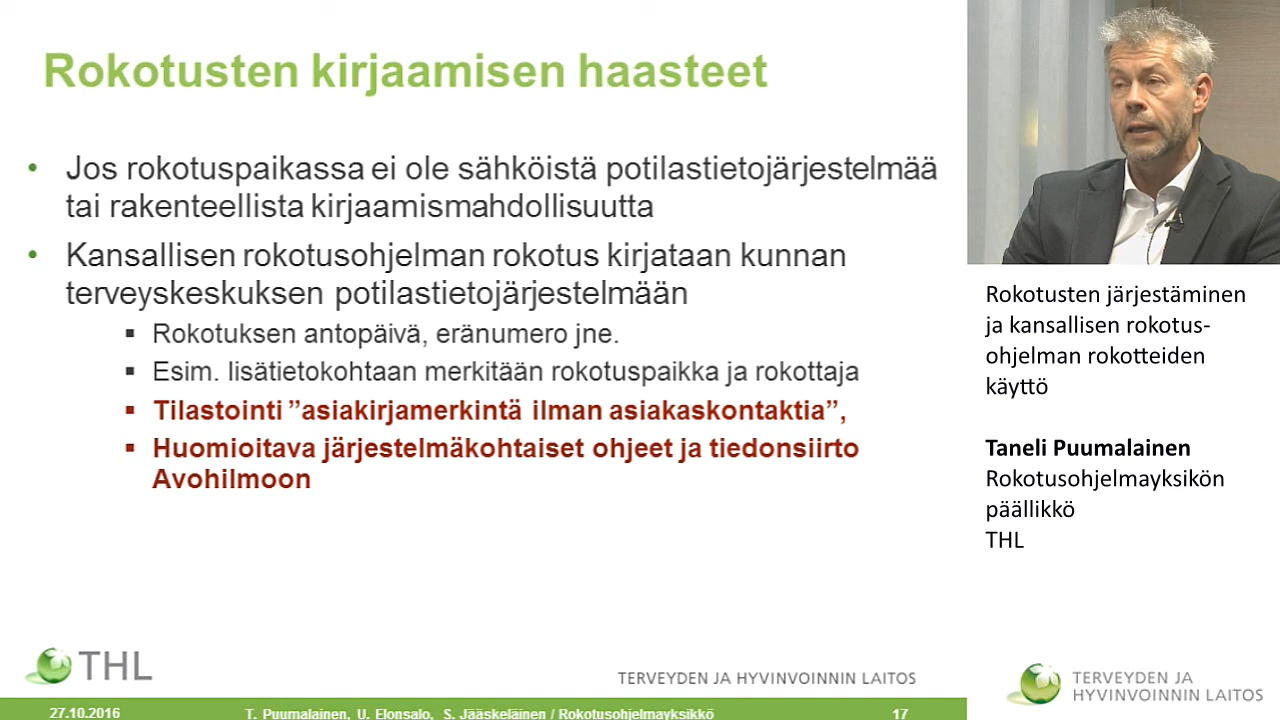 Rokotusten kirjaamisen haasteet
• Jos rokotuspaikassa ei ole sähköistä potilastietojärjestelmää
tai rakenteellista kirjaamismahdollisuutta
• Kansallisen rokotusohjelman rokotus kirjataan kunnan
terveyskeskuksen potilastietojärjestelmään
▪ Rokotuksen antopäivä, eränumero jne.
▪ Esim. lisätietokohtaan merkitään rokotuspaikka ja rokottaja
▪ Tilastointi ”asiakirjamerkintä ilman asiakaskontaktia”,
▪ Huomioitava järjestelmäkohtaiset ohjeet ja tiedonsiirto
Avohilmoon
THL
TERVEYDEN JA HYVINVOINNIN LAITOS
27.10.2016
T. Puumalainen, U. Elonsalo, S. Jääskeläinen / Rokotusohjelmayksikkö
17
Rokotusten järjestäminen
ja kansallisen rokotus-
ohjelman rokotteiden
käyttö
Taneli Puumalainen
Rokotusohjelmayksikön
päällikkö
THL
TERVEYDEN JA
HYVINVOINNIN LAITOS